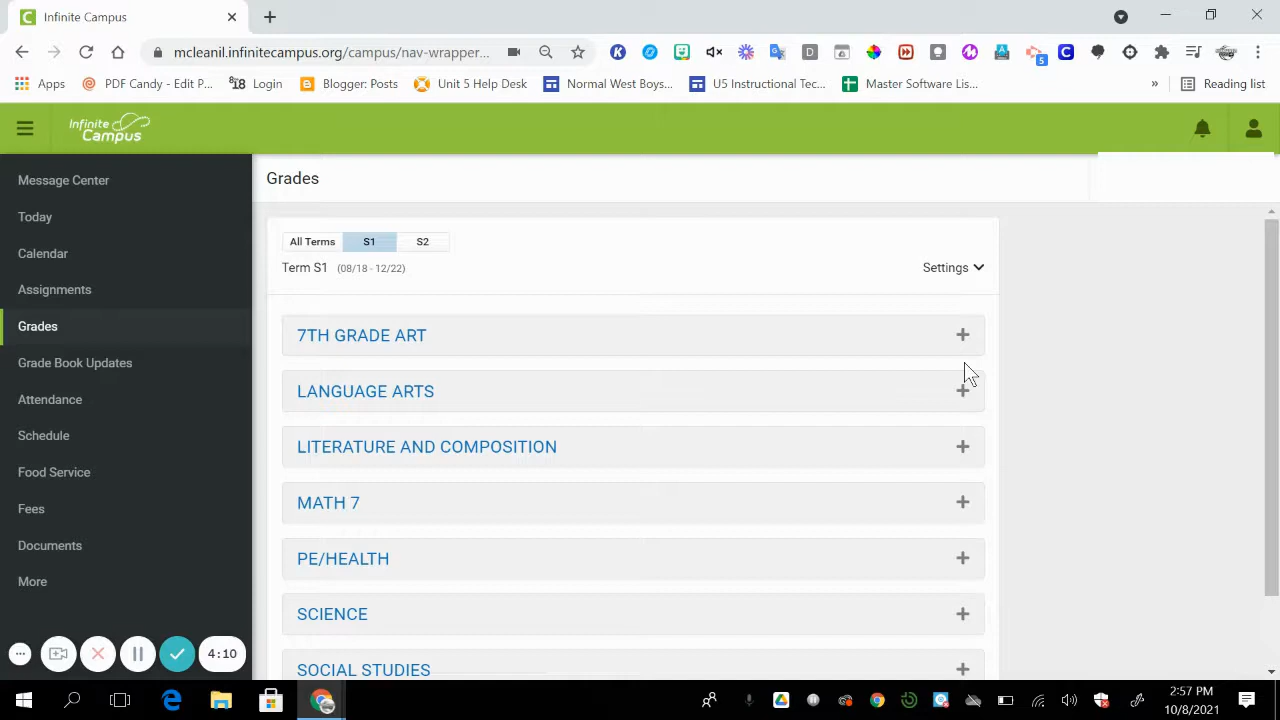 Infinite Campus
mcleanil.infinitecampus.org/campus/nav-wrapper...
5
Apps
PDF Candy - Edit P...
Login
Blogger: Posts
Unit 5 Help Desk
Normal West Boys...
U5 Instructional Tec...
Master Software Lis...
»
Reading list
Infinite
Campus
Message Center
Today
Calendar
Assignments
Grades
Grade Book Updates
Attendance
Schedule
Food Service
Fees
Documents
More
Grades
All Terms
S1
S2
Term S1 (08/18 - 12/22)
Settings
7TH GRADE ART
LANGUAGE ARTS
LITERATURE AND COMPOSITION
MATH 7
PE/HEALTH
SCIENCE
SOCIAL STUDIES
4:10
2:57 PM
10/8/2021